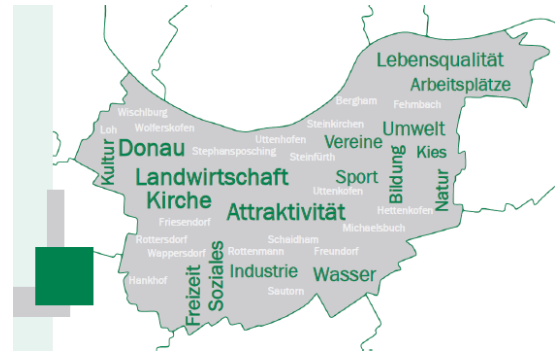 Lebensqualität
Arbeitsplätze
Bergham
Fehmbach
Wischlburg
Loh
Wolferskofen
Steinkirchen
Umwelt
Uttenhofen
Vereine
Kultur
Donau
Stephansposching
Steinfürth
Bildung
Kies
Landwirtschaft
Sport
Natur
Kirche
Uttenkofen
Attraktivität
Hettenkofen
Friesendorf
Michaelsbuch
Rottersdorf
Schaidham
Wappersdorf
Rottenmann
Freundorf
Soziales
Freizeit
Hankhof
Industrie
Wasser
Sautorn